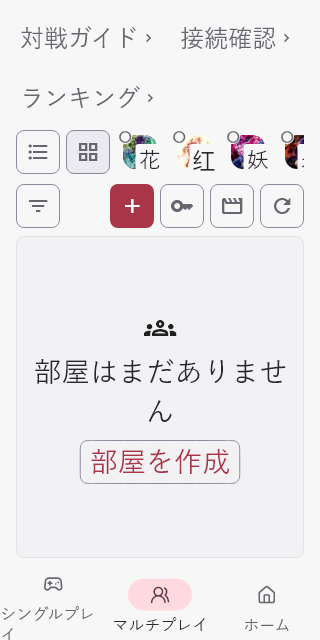 対戦ガイド
接続確認
ランキング
花
红
妖
部屋はまだありませ
ん
部屋を作成
シングルプレ
イ
マルチプレイ
ホーム